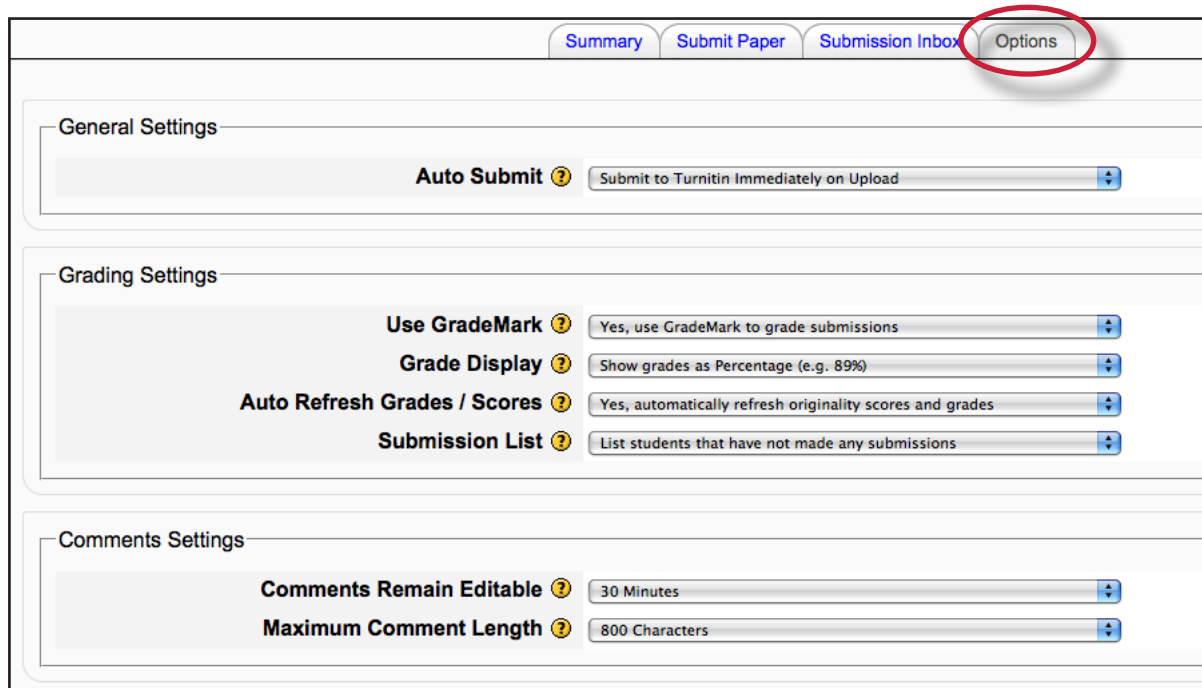 Summary Submit Paper Submission Inbox Options
General Settings
Auto Submit ? Submit to Turnitin Immediately on Upload
Grading Settings
Use GradeMark ? Yes, use GradeMark to grade submissions
Grade Display ? Show grades as Percentage (e.g. 89%)
Auto Refresh Grades / Scores ? Yes, automatically refresh originality scores and grades
Submission List ? List students that have not made any submissions
Comments Settings
Comments Remain Editable ? 30 Minutes
Maximum Comment Length ? 800 Characters